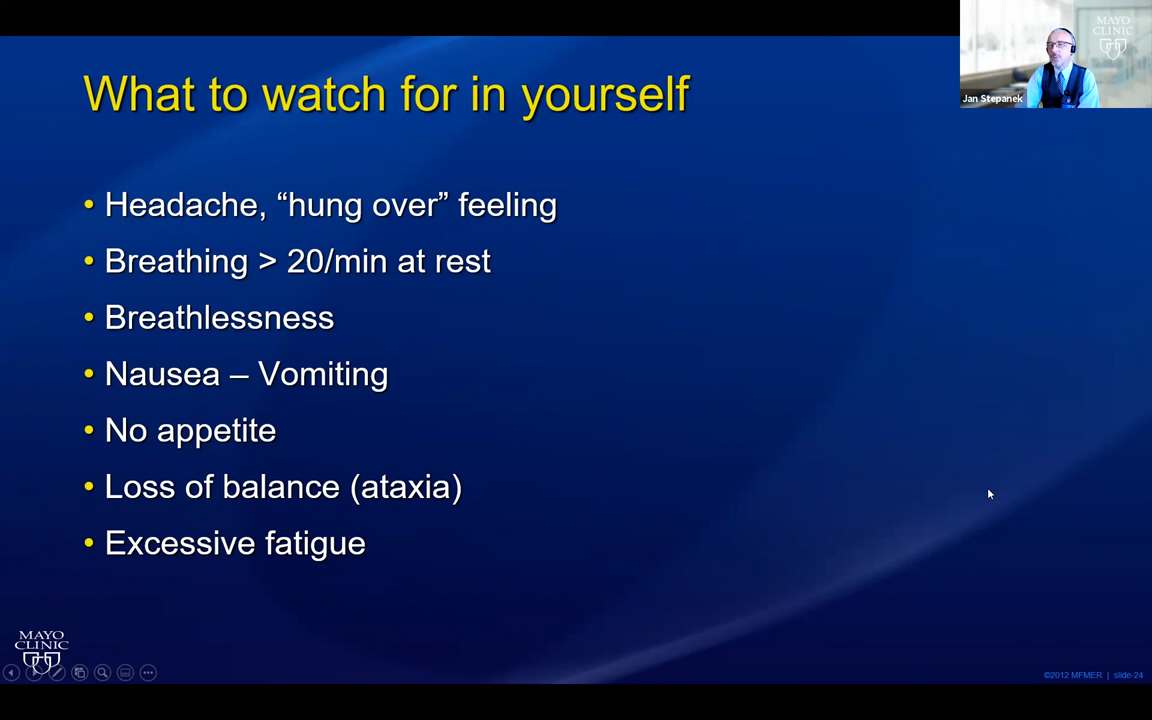 MAYO
CLINIC
Jan Stepanek
What to watch for in yourself
• Headache, “hung over” feeling
• Breathing > 20/min at rest
• Breathlessness
• Nausea – Vomiting
• No appetite
• Loss of balance (ataxia)
• Excessive fatigue
MAYO
CLINIC
©2012 MFMER | slide-24